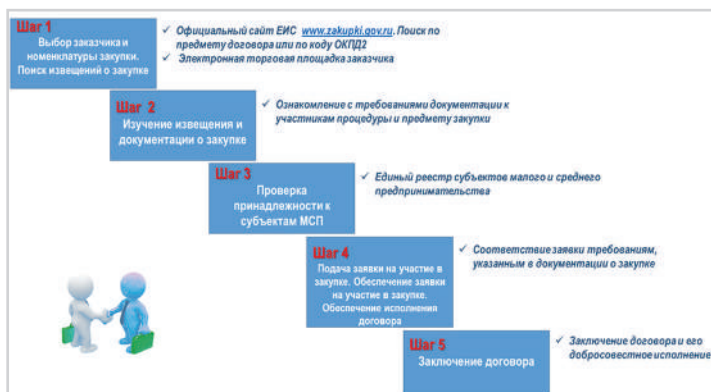 Шаг 1
Выбор заказчика и
номенклатуры закупки.
Поиск извещений о закупке
✓ Официальный сайт ЕИС www.zakupki.gov.ru. Поиск по
предмету договора или по коду ОКПД2
✓ Электронная торговая площадка заказчика
Шаг 2
Изучение извещения и
документации о закупке
✓ Ознакомление с требованиями документации к
участникам процедуры и предмету закупки
Шаг 3
Проверка
принадлежности к
субъектам МСП
✓ Единый реестр субъектов малого и среднего
предпринимательства
Шаг 4
Подача заявки на участие в
закупке. Обеспечение заявки
на участие в закупке.
Обеспечение исполнения
договора
✓ Соответствие заявки требованиям,
указанным в документации о закупке
Шаг 5
Заключение договора
✓ Заключение договора и его
добросовестное исполнение